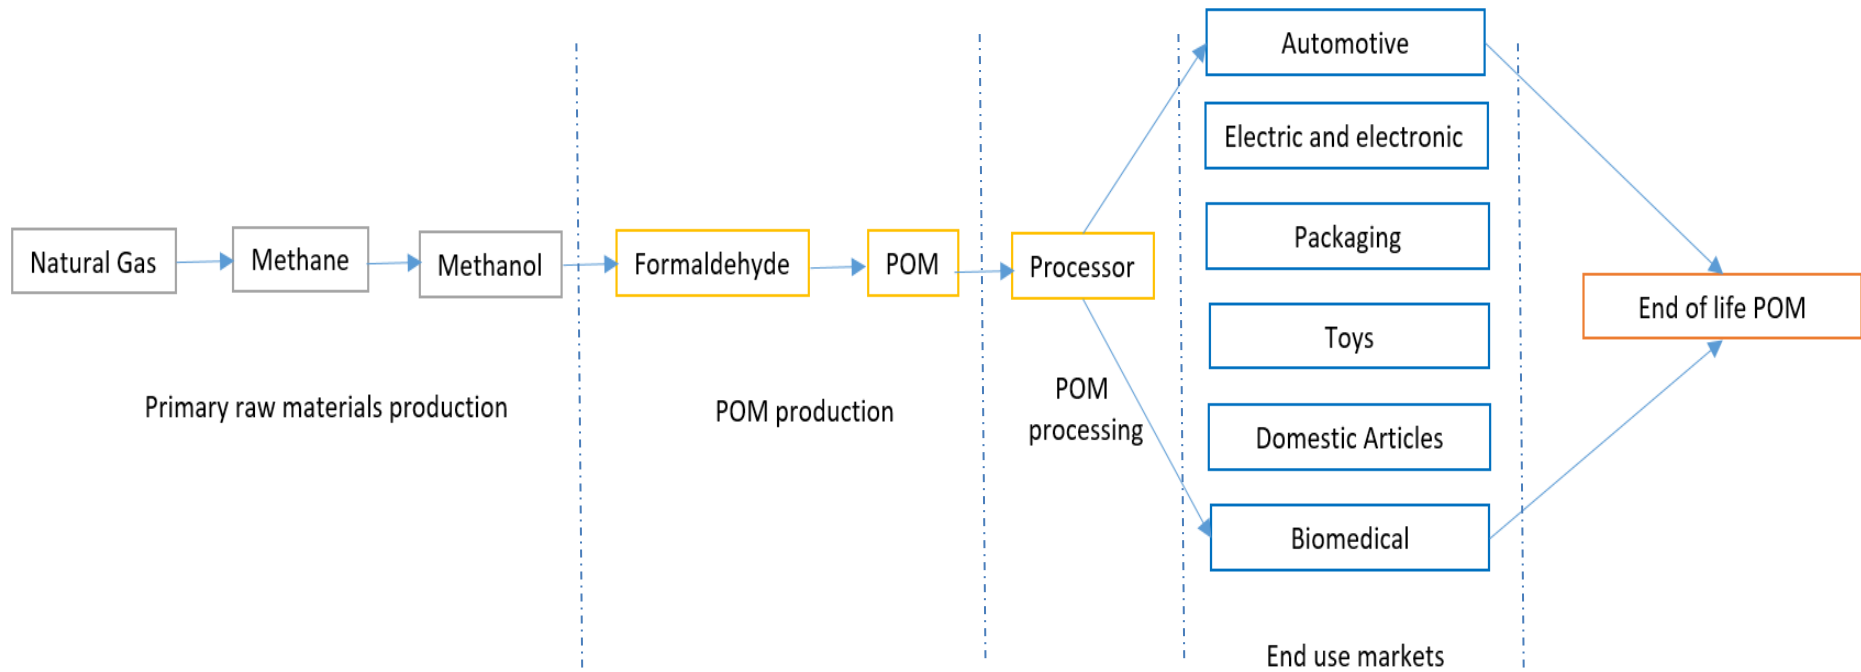 Natural Gas
Methane
Methanol
Formaldehyde
POM
Processor
Automotive
Electric and electronic
Packaging
Toys
Domestic Articles
Biomedical
End of life POM
Primary raw materials production
POM production
POM
processing
End use markets